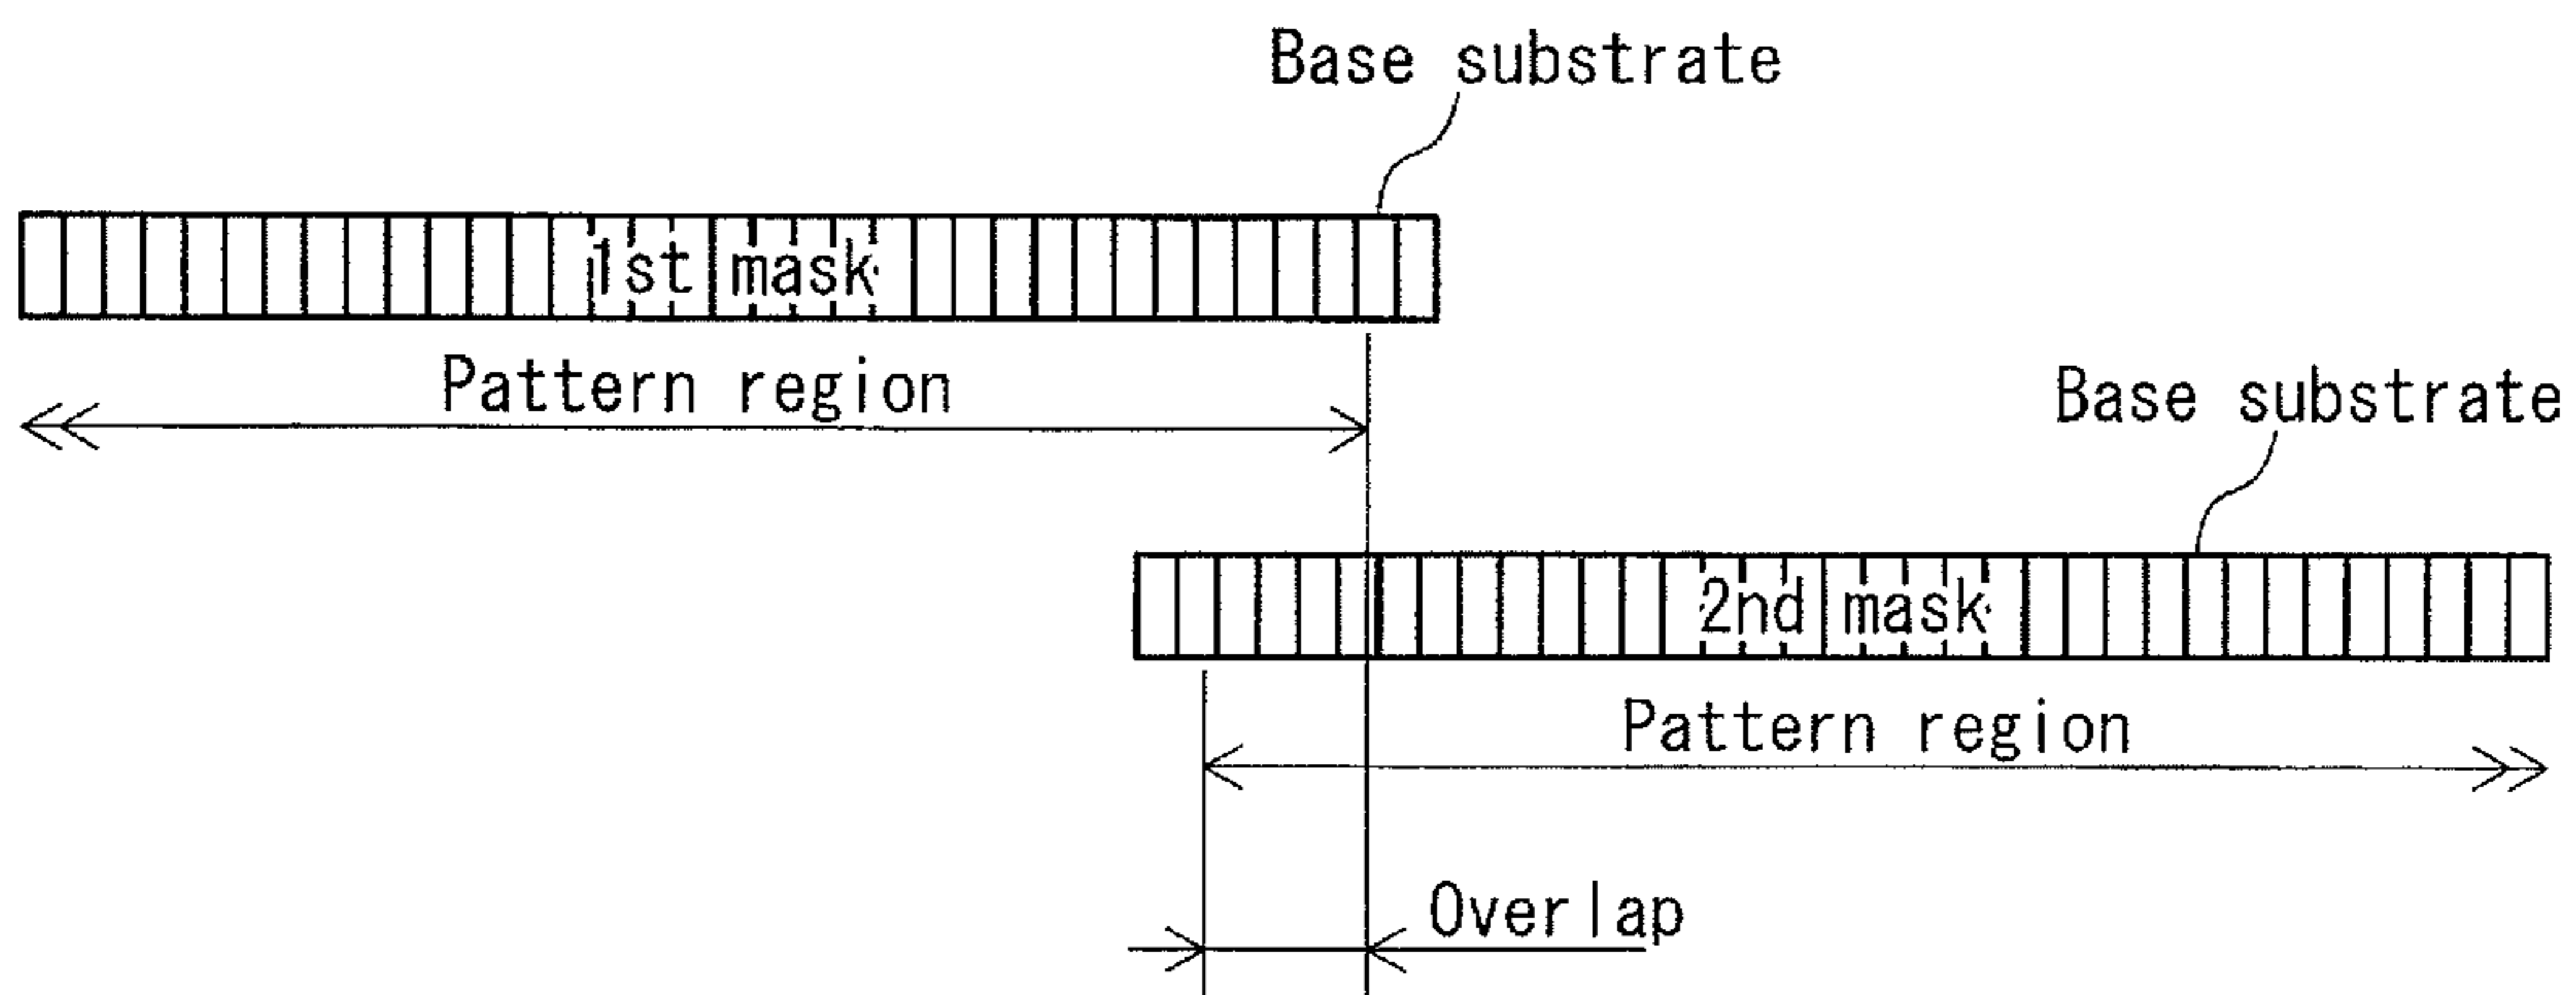 Base substrate
1st mask
Pattern region
Base substrate
2nd mask
Pattern region
Overlap